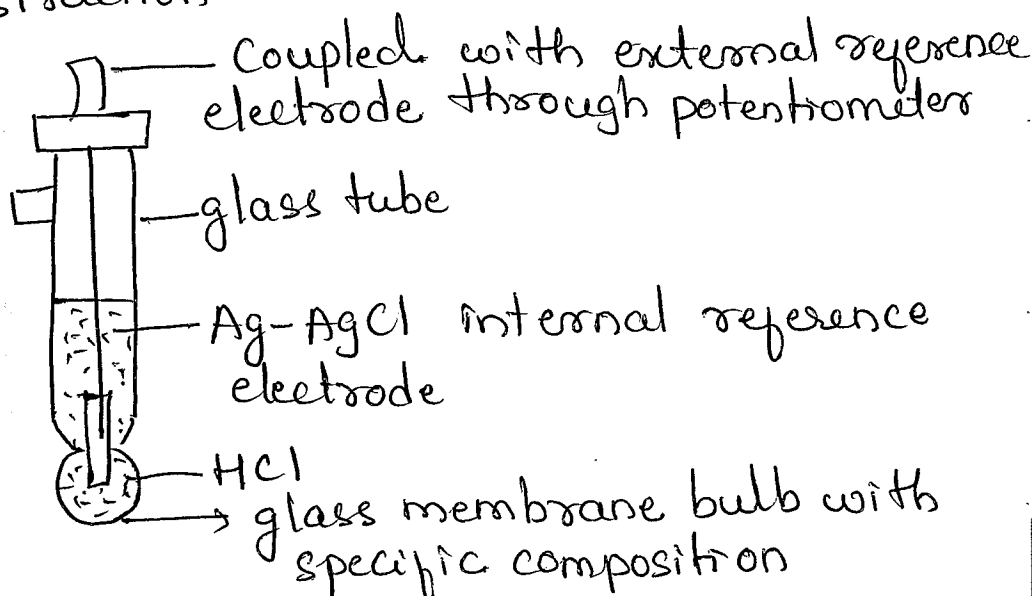 Coupled with external reference
electrode through potentiometer
glass tube
Ag-AgCl internal reference
electrode
HCl
glass membrane bulb with
specific composition